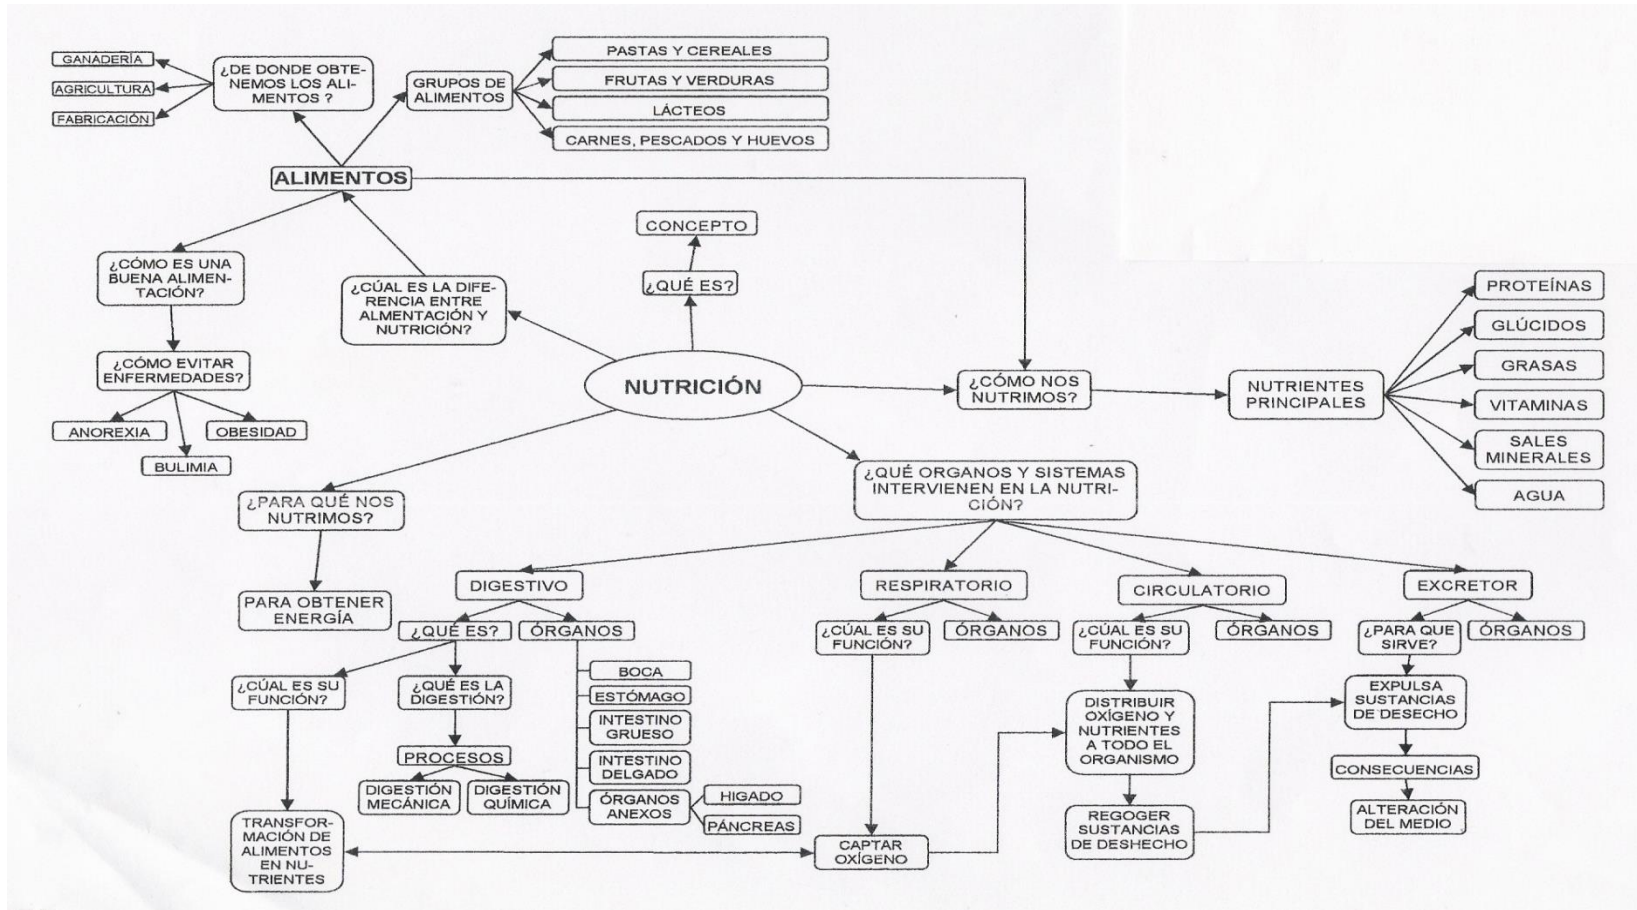 GANADERÍA
AGRICULTURA
FABRICACIÓN
¿DE DONDE OBTE-
NEMOS LOS ALI-
MENTOS ?
GRUPOS DE
ALIMENTOS
PASTAS Y CEREALES
FRUTAS Y VERDURAS
LÁCTEOS
CARNES, PESCADOS Y HUEVOS
ALIMENTOS
¿CÓMO ES UNA
BUENA ALIMEN-
TACIÓN?
¿CÓMO EVITAR
ENFERMEDADES?
ANOREXIA
BULIMIA
OBESIDAD
¿CÚAL ES LA DIFE-
RENCIA ENTRE
ALMENTACIÓN Y
NUTRICIÓN?
CONCEPTO
¿QUÉ ES?
NUTRICIÓN
¿CÓMO NOS
NUTRIMOS?
NUTRIENTES
PRINCIPALES
PROTEÍNAS
GLÚCIDOS
GRASAS
VITAMINAS
SALES
MINERALES
AGUA
¿PARA QUÉ NOS
NUTRIMOS?
PARA OBTENER
ENERGÍA
¿QUÉ ORGANOS Y SISTEMAS
INTERVIENEN EN LA NUTRI-
CIÓN?
DIGESTIVO
¿QUÉ ES?
ÓRGANOS
¿CÚAL ES SU
FUNCIÓN?
¿QUÉ ES LA
DIGESTIÓN?
PROCESOS
DIGESTIÓN
MECÁNICA
DIGESTIÓN
QUÍMICA
TRANSFOR-
MACIÓN DE
ALIMENTOS
EN NU-
TRIENTES
BOCA
ESTÓMAGO
INTESTINO
GRUESO
INTESTINO
DELGADO
ÓRGANOS
ANEXOS
HIGADO
PÁNCREAS
RESPIRATORIO
¿CÚAL ES SU
FUNCIÓN?
ÓRGANOS
CAPTAR
OXÍGENO
CIRCULATORIO
¿CÚAL ES SU
FUNCIÓN?
ÓRGANOS
DISTRIBUIR
OXÍGENO Y
NUTRIENTES
A TODO EL
ORGANISMO
REGOGER
SUSTANCIAS
DE DESHECHO
EXCRETOR
¿PARA QUE
SIRVE?
ÓRGANOS
EXPULSA
SUSTANCIAS
DE DESECHO
CONSECUENCIAS
ALTERACIÓN
DEL MEDIO